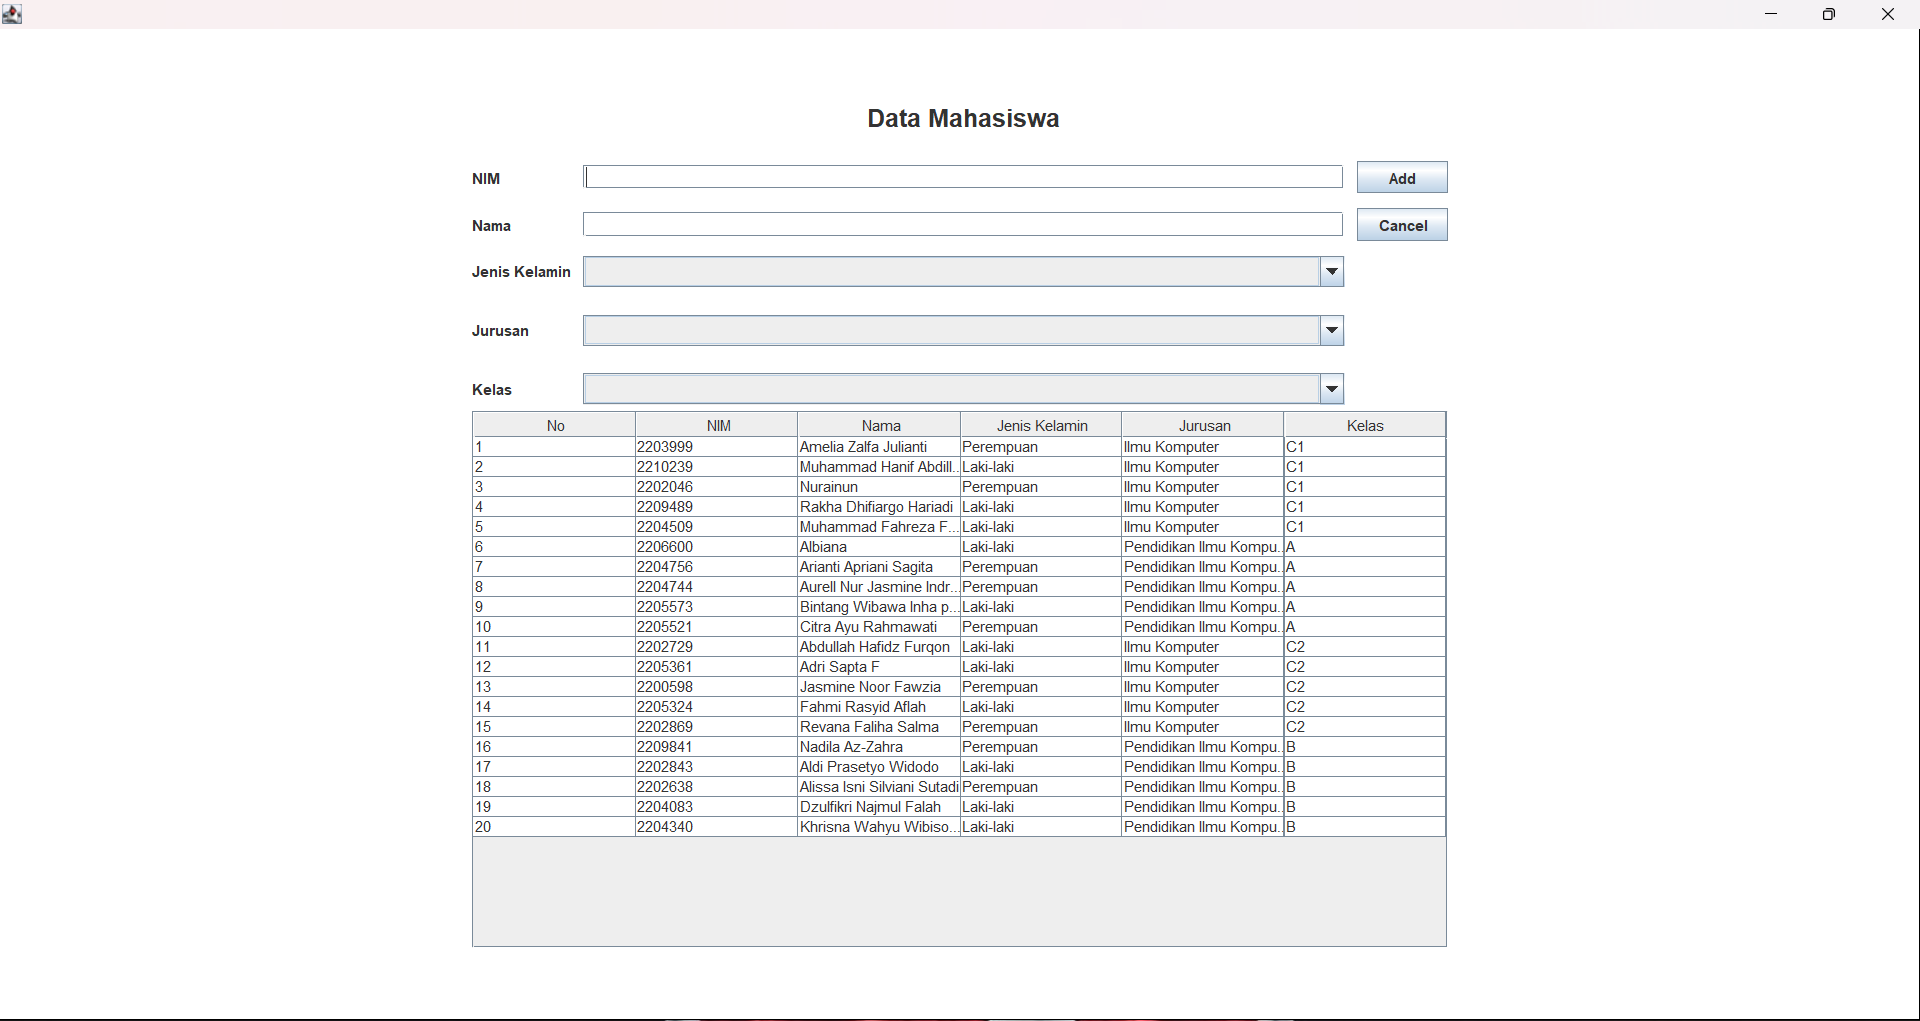 Data Mahasiswa
NIM Add
Nama Cancel
Jenis Kelamin
Jurusan
Kelas
No NIM Nama Jenis Kelamin Jurusan Kelas
1 2203999 Amelia Zalfa Julianti Perempuan Ilmu Komputer C1
2 2210239 Muhammad Hanif Abdill... Laki-laki Ilmu Komputer C1
3 2202046 Nurainun Perempuan Ilmu Komputer C1
4 2209489 Rakha Dhifiargo Hariadi Laki-laki Ilmu Komputer C1
5 2204509 Muhammad Fahreza F... Laki-laki Ilmu Komputer C1
6 2206600 Albiana Laki-laki Pendidikan Ilmu Kompu... A
7 2204756 Arianti Apriani Sagita Perempuan Pendidikan Ilmu Kompu... A
8 2204744 Aurell Nur Jasmine Indr... Perempuan Pendidikan Ilmu Kompu... A
9 2205573 Bintang Wibawa Inha p... Laki-laki Pendidikan Ilmu Kompu... A
10 2205521 Citra Ayu Rahmawati Perempuan Pendidikan Ilmu Kompu... A
11 2202729 Abdullah Hafidz Furqon Laki-laki Ilmu Komputer C2
12 2205361 Adri Sapta F Laki-laki Ilmu Komputer C2
13 2200598 Jasmine Noor Fawzia Perempuan Ilmu Komputer C2
14 2205324 Fahmi Rasyid Aflah Laki-laki Ilmu Komputer C2
15 2202869 Revana Faliha Salma Perempuan Ilmu Komputer C2
16 2209841 Nadila Az-Zahra Perempuan Pendidikan Ilmu Kompu... B
17 2202843 Aldi Prasetyo Widodo Laki-laki Pendidikan Ilmu Kompu... B
18 2202638 Alissa Isni Silviani Sutadi Perempuan Pendidikan Ilmu Kompu... B
19 2204083 Dzulfikri Najmul Falah Laki-laki Pendidikan Ilmu Kompu... B
20 2204340 Khrisna Wahyu Wibiso... Laki-laki Pendidikan Ilmu Kompu... B